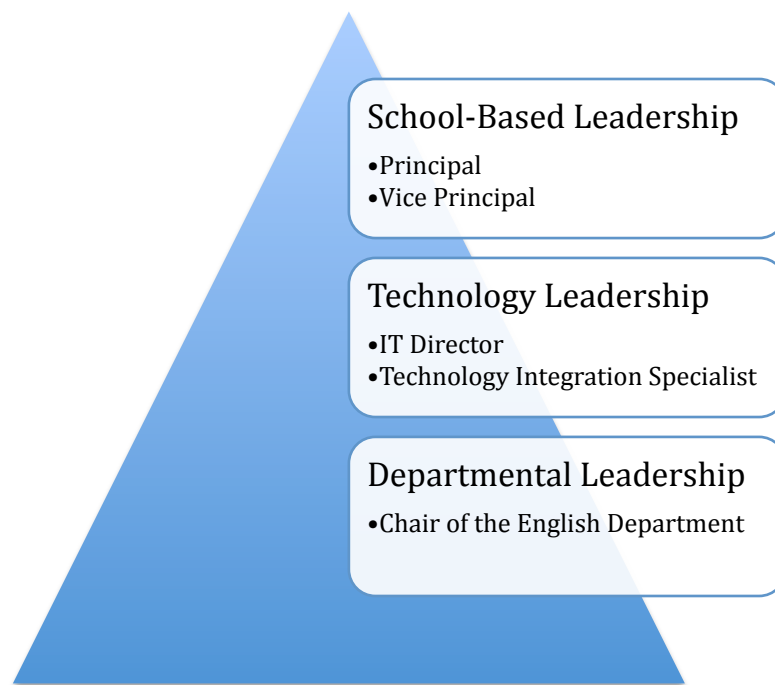 School-Based Leadership
•Principal
•Vice Principal
Technology Leadership
•IT Director
•Technology Integration Specialist
Departmental Leadership
•Chair of the English Department